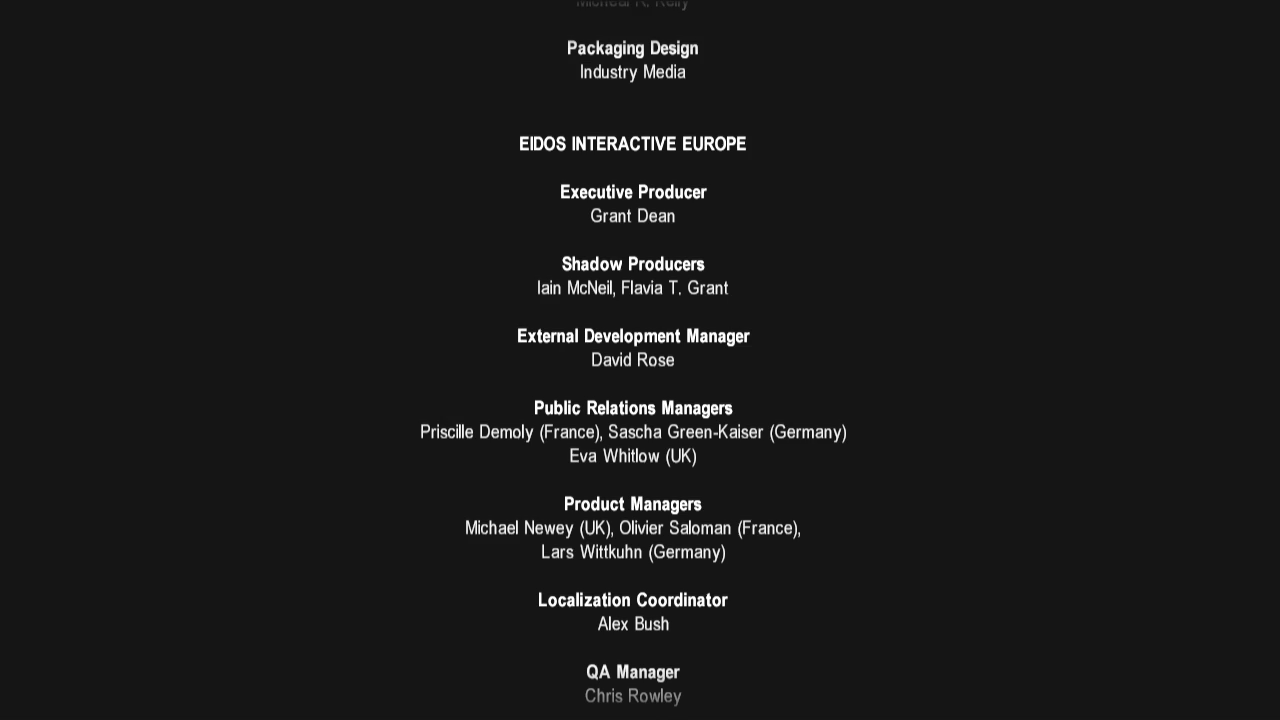 Packaging Design
Industry Media
EIDOS INTERACTIVE EUROPE
Executive Producer
Grant Dean
Shadow Producers
Iain McNeil, Flavia T. Grant
External Development Manager
David Rose
Public Relations Managers
Priscille Demoly (France), Sascha Green-Kaiser (Germany)
Eva Whitlow (UK)
Product Managers
Michael Newey (UK), Olivier Saloman (France),
Lars Wittkuhn (Germany)
Localization Coordinator
Alex Bush
QA Manager
Chris Rowley